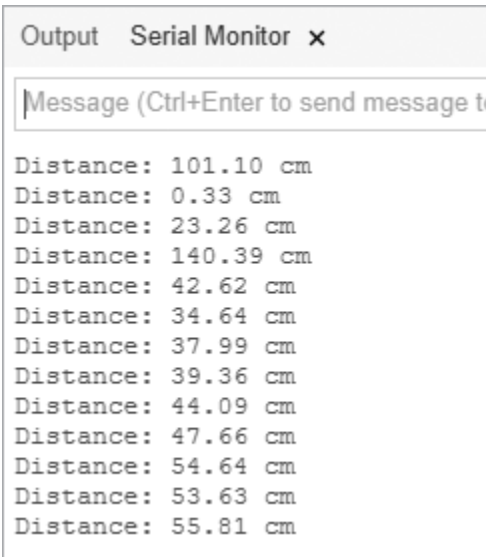 Output Serial Monitor ×
Message (Ctrl+Enter to send message
Distance: 101.10 cm
Distance: 0.33 cm
Distance: 23.26 cm
Distance: 140.39 cm
Distance: 42.62 cm
Distance: 34.64 cm
Distance: 37.99 cm
Distance: 39.36 cm
Distance: 44.09 cm
Distance: 47.66 cm
Distance: 54.64 cm
Distance: 53.63 cm
Distance: 55.81 cm